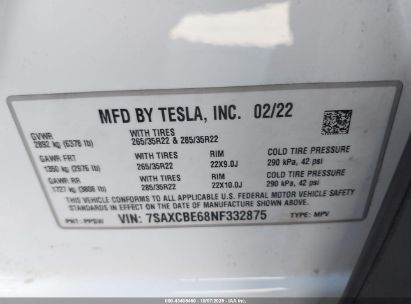 MFD BY TESLA, INC. 02/22
GVWR
2892 kg (6378 lb)
WITH TIRES
265/35R22 & 285/35R22
GAWR FRT
1350 kg (2976 lb)
WITH TIRES
265/35R22
RIM
22X9.0J
COLD TIRE PRESSURE
290 kPa, 42 psi
GAWR RR
1727 kg (3808 lb)
WITH TIRES
285/35R22
RIM
22X10.0J
COLD TIRE PRESSURE
290 kPa, 42 psi
THIS VEHICLE CONFORMS TO ALL APPLICABLE U.S. FEDERAL MOTOR VEHICLE SAFETY
STANDARDS IN EFFECT ON THE DATE OF MANUFACTURE SHOWN ABOVE.
PNT: PPSW VIN: 7SAXCBE68NF332875 TYPE: MPV